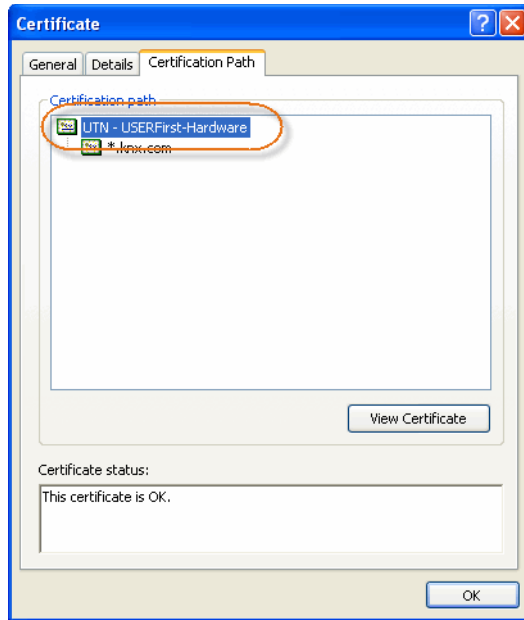 Certificate
General Details Certification Path
Certification path
UTN - USERFirst-Hardware
*.knx.com
View Certificate
Certificate status:
This certificate is OK.
OK